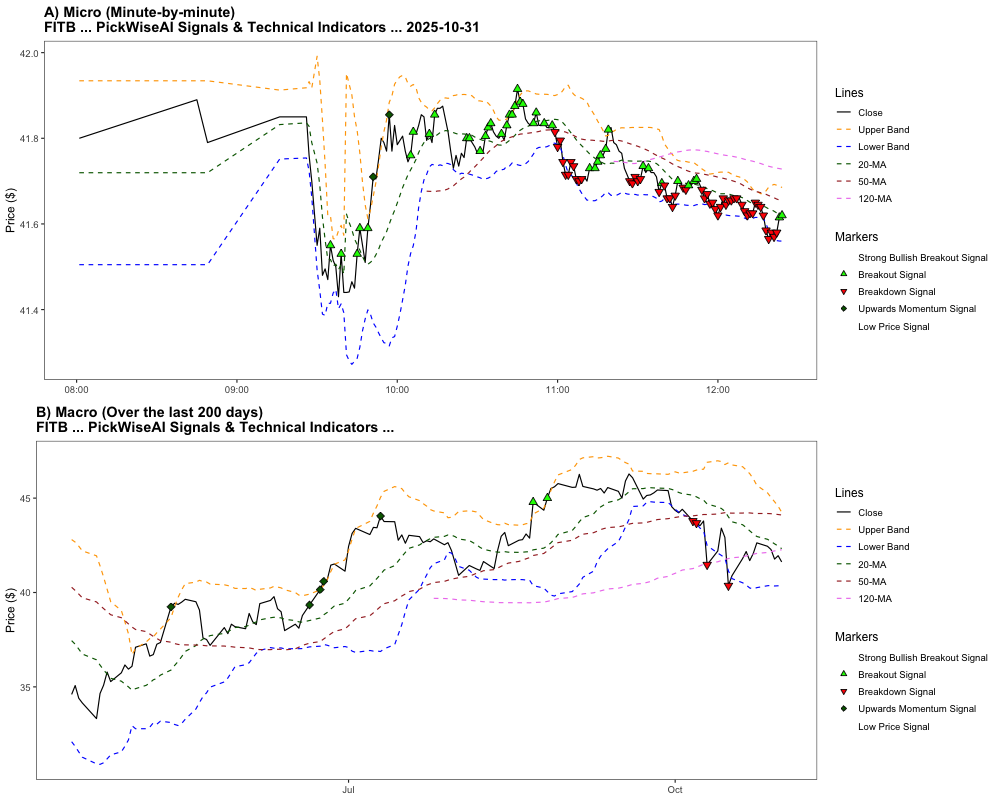 A) Micro (Minute-by-minute)
FITB ... PickWiseAI Signals & Technical Indicators ... 2025-10-31
Price ($)
42.0
41.8
41.6
41.4
08:00
09:00
10:00
11:00
12:00
Lines
Close
Upper Band
Lower Band
20-MA
50-MA
120-MA
Markers
Strong Bullish Breakout Signal
Breakout Signal
Breakdown Signal
Upwards Momentum Signal
Low Price Signal
B) Macro (Over the last 200 days)
FITB ... PickWiseAI Signals & Technical Indicators ...
Price ($)
45
40
35
Jul
Oct
Lines
Close
Upper Band
Lower Band
20-MA
50-MA
120-MA
Markers
Strong Bullish Breakout Signal
Breakout Signal
Breakdown Signal
Upwards Momentum Signal
Low Price Signal